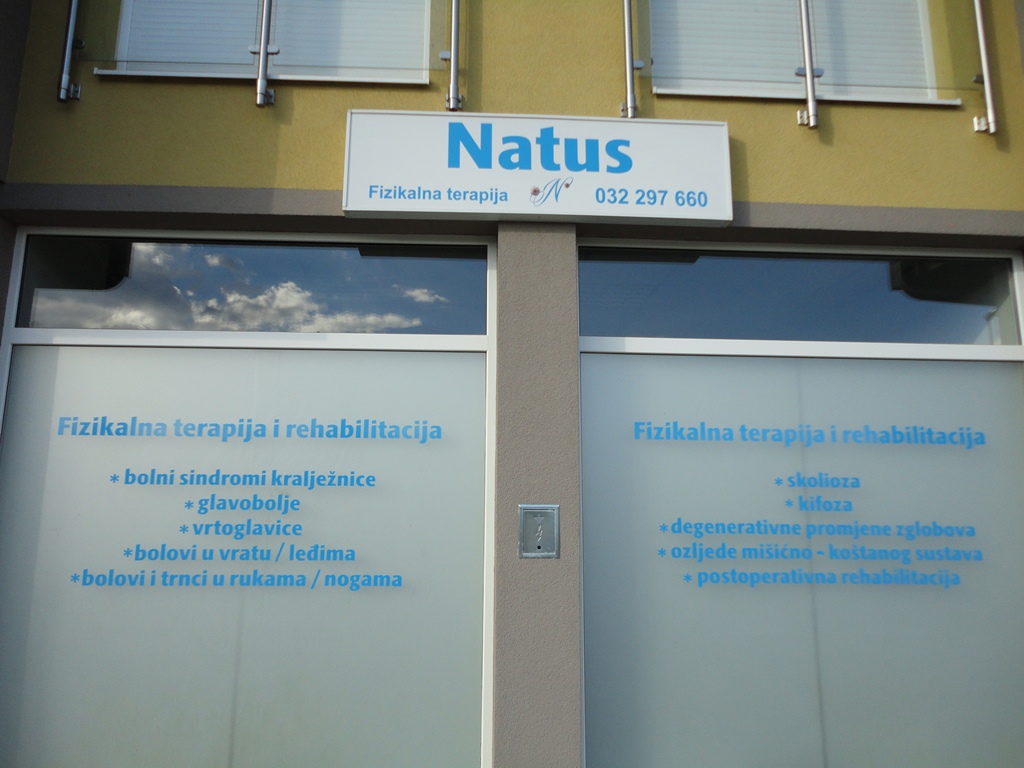 Natus
Fizikalna terapija N 032 297 660
Fizikalna terapija i rehabilitacija
* bolni sindromi kralježnice
* glavobolje
* vrtoglavice
* bolovi u vratu / leđima
* bolovi i trnci u rukama / nogama
Fizikalna terapija i rehabilitacija
* skolioza
* kifoza
* degenerativne promjene zglobova
* ozljede mišićno - koštanog sustava
* postoperativna rehabilitacija